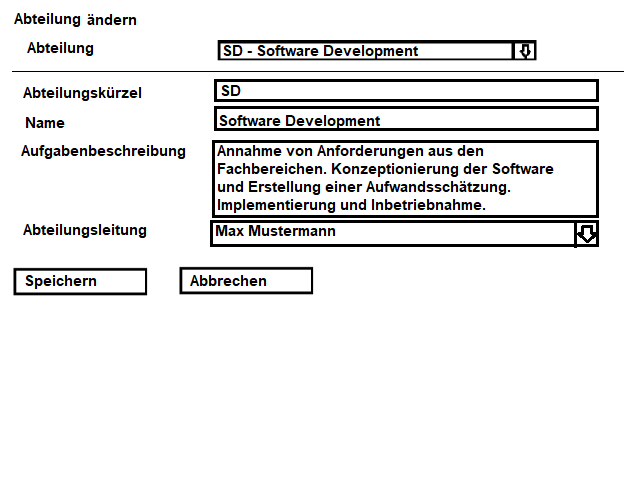 Abteilung ändern
Abteilung SD - Software Development
Abteilungskürzel SD
Name Software Development
Aufgabenbeschreibung Annahme von Anforderungen aus den
Fachbereichen. Konzeptionierung der Software
und Erstellung einer Aufwandsschätzung.
Implementierung und Inbetriebnahme.
Abteilungsleitung Max Mustermann
Speichern Abbrechen